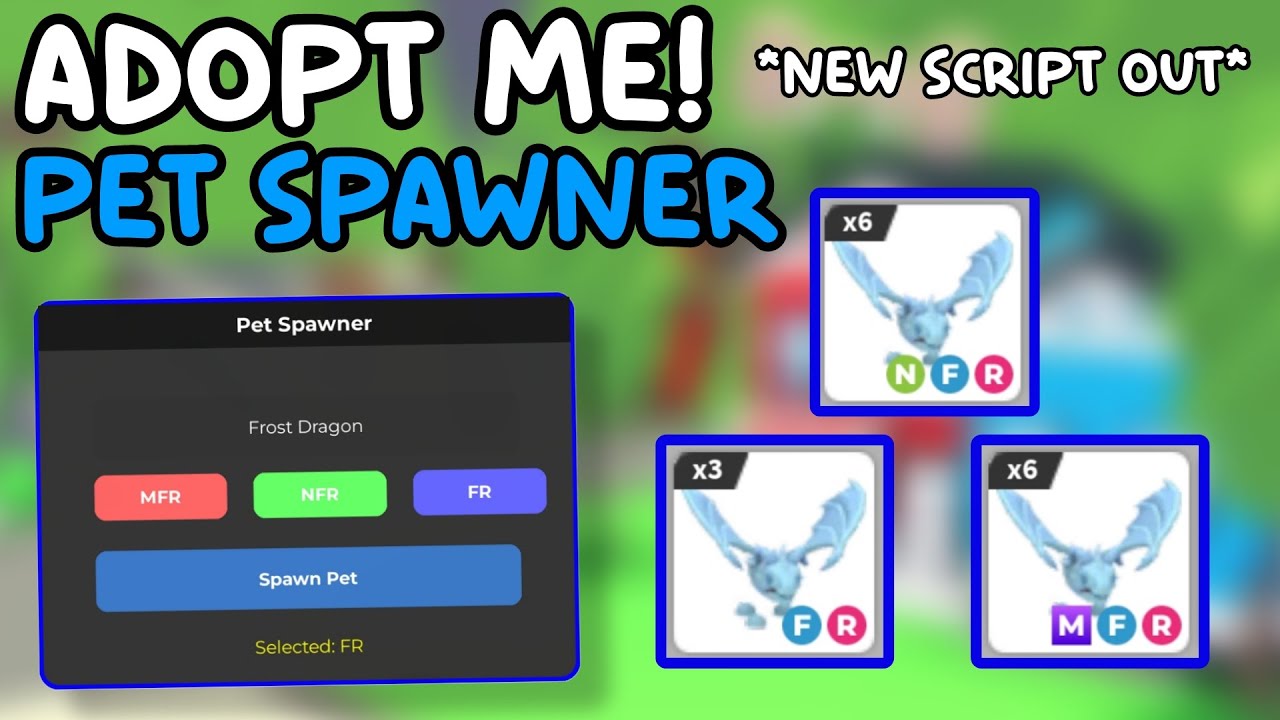 ADOPT ME!
*NEW SCRIPT OUT*
PET SPAWNER
x6
N F R
Pet Spawner
Frost Dragon
MFR
NFR
FR
Spawn Pet
Selected: FR
x3
F R
x6
M F R